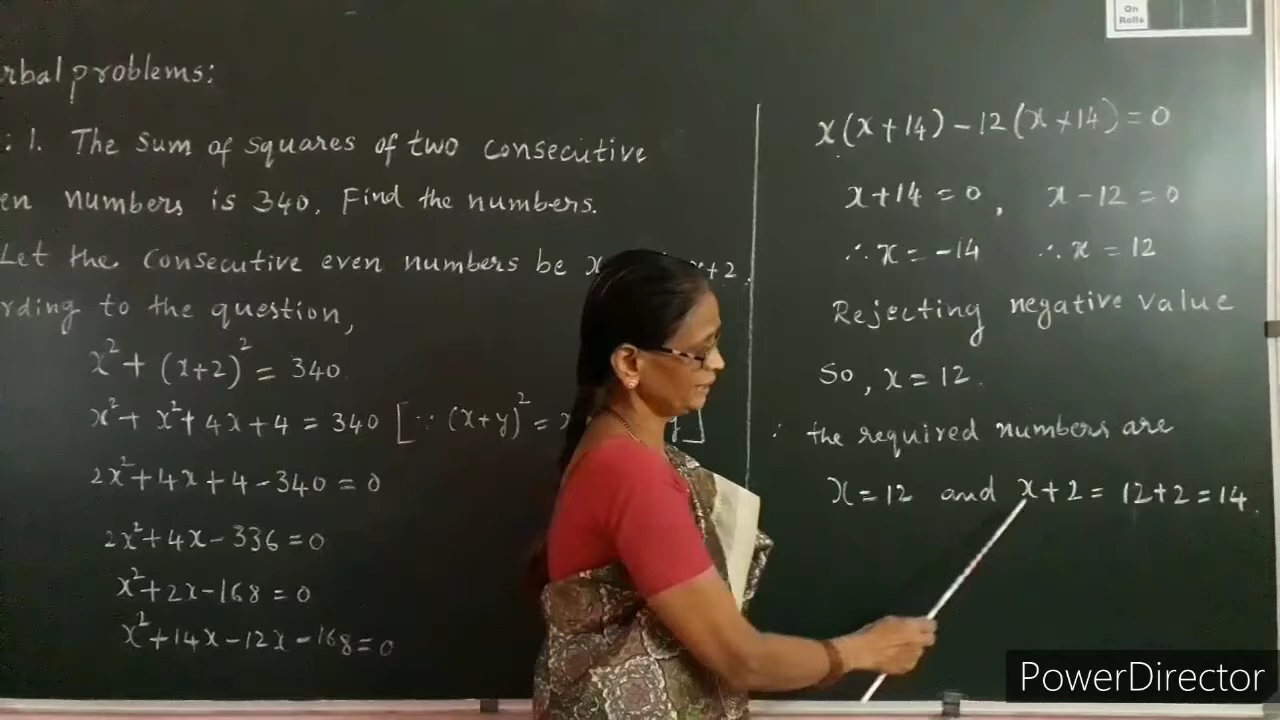 rbal problems:
: 1. The sum of squares of two consecutive
en numbers is 340. Find the numbers.
Let the consecutive even numbers be x x+2.
rding to the question,
x² + (x+2)² = 340.
x² + x² + 4x + 4 = 340 [∵ (x+y)² = x y]
2x² + 4x + 4 - 340 = 0
2x² + 4x - 336 = 0
x² + 2x - 168 = 0
x² + 14x - 12x - 168 = 0
x(x+14) - 12(x+14) = 0
x+14 = 0, x-12 = 0
∴ x = -14 ∴ x = 12
Rejecting negative value
So, x = 12.
∴ the required numbers are
x = 12 and x+2 = 12+2 = 14.
On
Rolls
PowerDirector